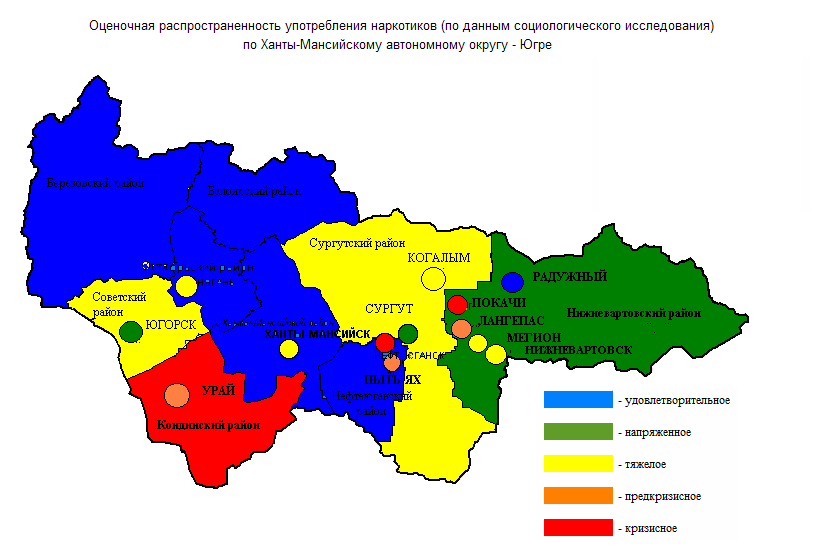 Оценочная распространенность употребления наркотиков (по данным социологического исследования)
по Ханты-Мансийскому автономному округу - Югре
Березовский район
Белоярский район
Сургутский район
КОГАЛЫМ
РАДУЖНЫЙ
Советский
район
ЮГОРСК
СУРГУТ
ПОКАЧИ
ЛАНГЕПАС
Нижневартовский район
ХАНТЫ-МАНСИЙСК
МЕГИОН
НИЖНЕВАРТОВСК
ПЫТЬ-ЯХ
УРАЙ
Нефтеюганский
район
Кондинский район
- удовлетворительное
- напряженное
- тяжелое
- предкризисное
- кризисное